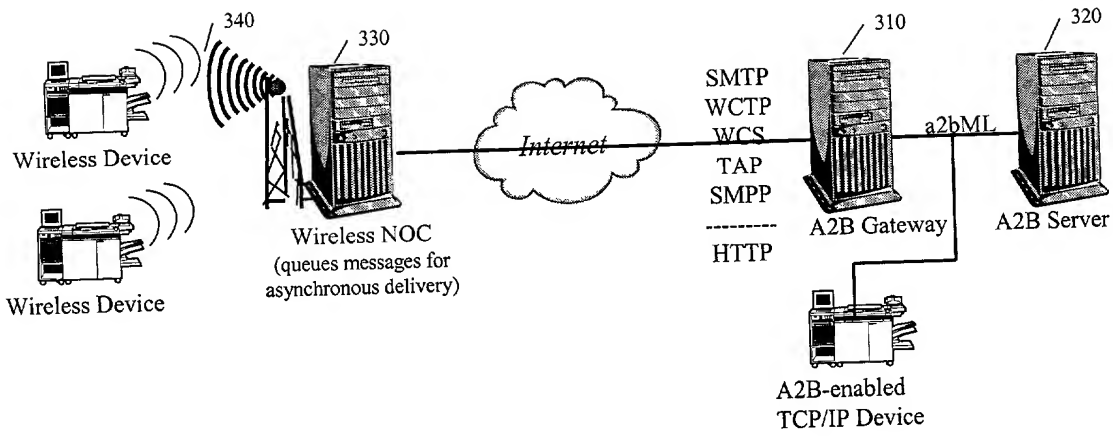 340
330
310
320
Wireless Device
Wireless Device
Wireless NOC
(queues messages for
asynchronous delivery)
Internet
SMTP
WCTP
WCS
TAP
SMPP
--------
HTTP
a2bML
A2B Gateway
A2B Server
A2B-enabled
TCP/IP Device